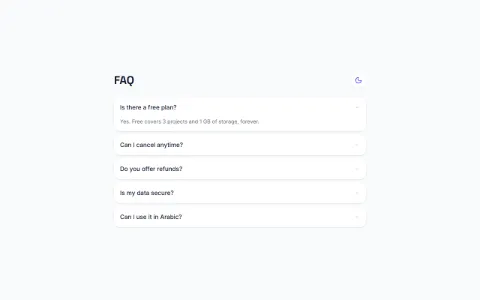 FAQ
Is there a free plan?
Yes. Free covers 3 projects and 1 GB of storage, forever.
Can I cancel anytime?
Do you offer refunds?
Is my data secure?
Can I use it in Arabic?